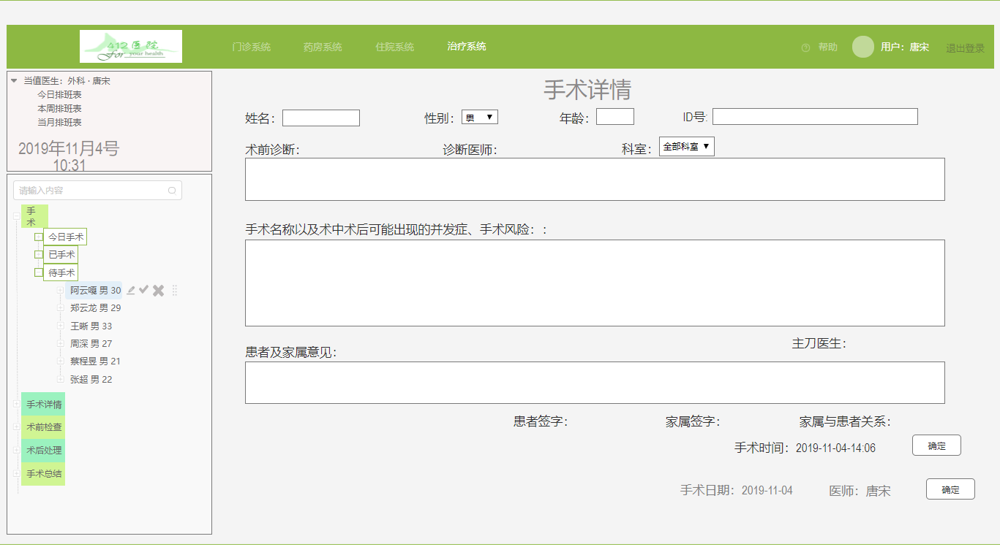 412医院
For your health
门诊系统 药房系统 住院系统 治疗系统 帮助 用户：唐宋 退出登录
当值医生：外科 · 唐宋
今日排班表
本周排班表
当月排班表
2019年11月4号
10:31
请输入内容
手
术
今日手术
已手术
待手术
阿云嘎 男 30
郑云龙 男 29
王晰 男 33
周深 男 27
蔡程昱 男 21
张超 男 22
手术详情
术前检查
术后处理
手术总结
手术详情
姓名： 性别： 男 年龄： ID号:
术前诊断： 诊断医师： 科室： 全部科室
手术名称以及术中术后可能出现的并发症、手术风险：：
主刀医生：
患者及家属意见：
患者签字： 家属签字： 家属与患者关系：
手术时间：2019-11-04-14:06 确定
手术日期：2019-11-04 医师：唐宋 确定